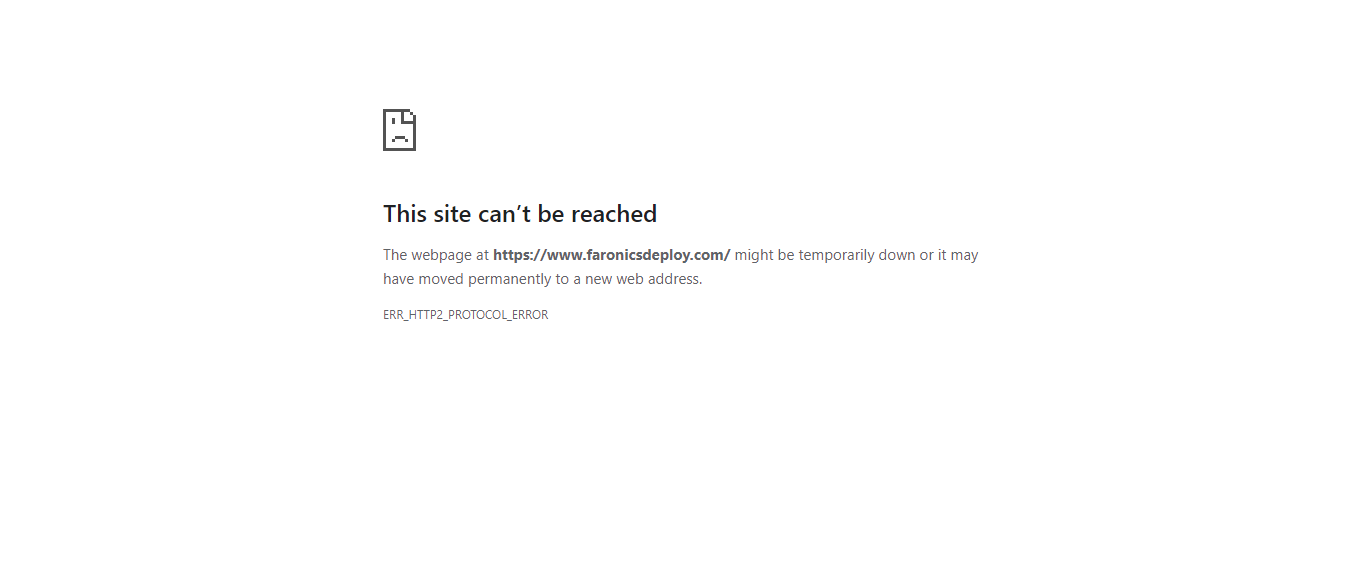 This site can’t be reached
The webpage at https://www.faronicsdeploy.com/ might be temporarily down or it may
have moved permanently to a new web address.
ERR_HTTP2_PROTOCOL_ERROR